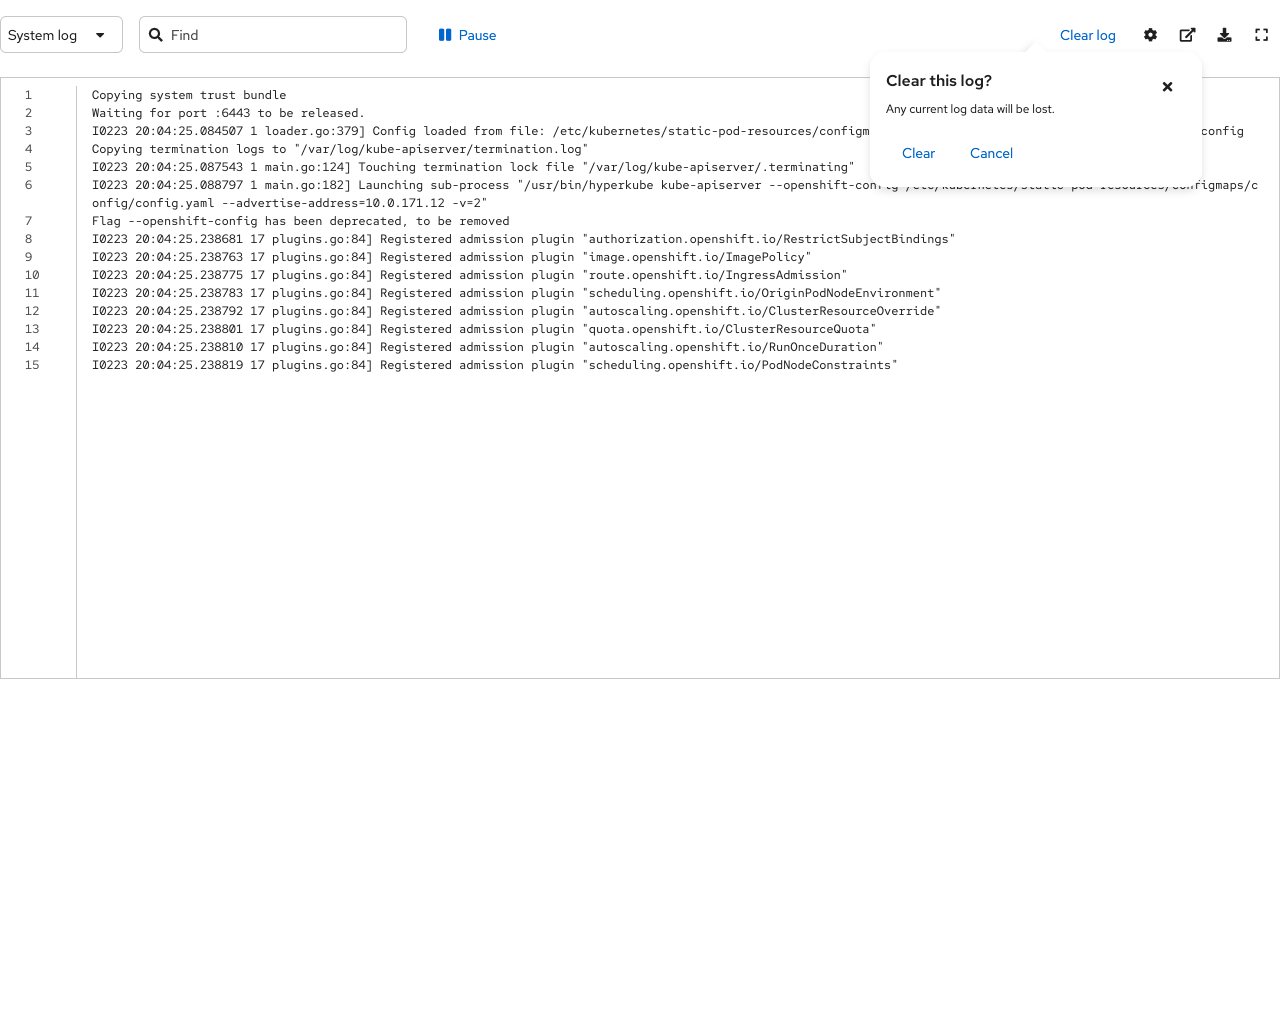 System log
Find
Pause
Clear log
Clear this log?
Any current log data will be lost.
Clear
Cancel
1 Copying system trust bundle
2 Waiting for port :6443 to be released.
3 I0223 20:04:25.084507 1 loader.go:379] Config loaded from file: /etc/kubernetes/static-pod-resources/configm config
4 Copying termination logs to "/var/log/kube-apiserver/termination.log"
5 I0223 20:04:25.087543 1 main.go:124] Touching termination lock file "/var/log/kube-apiserver/.terminating"
6 I0223 20:04:25.088797 1 main.go:182] Launching sub-process "/usr/bin/hyperkube kube-apiserver --openshift-config /etc/kubernetes/static-pod-resources/configmaps/c
onfig/config.yaml --advertise-address=10.0.171.12 -v=2"
7 Flag --openshift-config has been deprecated, to be removed
8 I0223 20:04:25.238681 17 plugins.go:84] Registered admission plugin "authorization.openshift.io/RestrictSubjectBindings"
9 I0223 20:04:25.238763 17 plugins.go:84] Registered admission plugin "image.openshift.io/ImagePolicy"
10 I0223 20:04:25.238775 17 plugins.go:84] Registered admission plugin "route.openshift.io/IngressAdmission"
11 I0223 20:04:25.238783 17 plugins.go:84] Registered admission plugin "scheduling.openshift.io/OriginPodNodeEnvironment"
12 I0223 20:04:25.238792 17 plugins.go:84] Registered admission plugin "autoscaling.openshift.io/ClusterResourceOverride"
13 I0223 20:04:25.238801 17 plugins.go:84] Registered admission plugin "quota.openshift.io/ClusterResourceQuota"
14 I0223 20:04:25.238810 17 plugins.go:84] Registered admission plugin "autoscaling.openshift.io/RunOnceDuration"
15 I0223 20:04:25.238819 17 plugins.go:84] Registered admission plugin "scheduling.openshift.io/PodNodeConstraints"